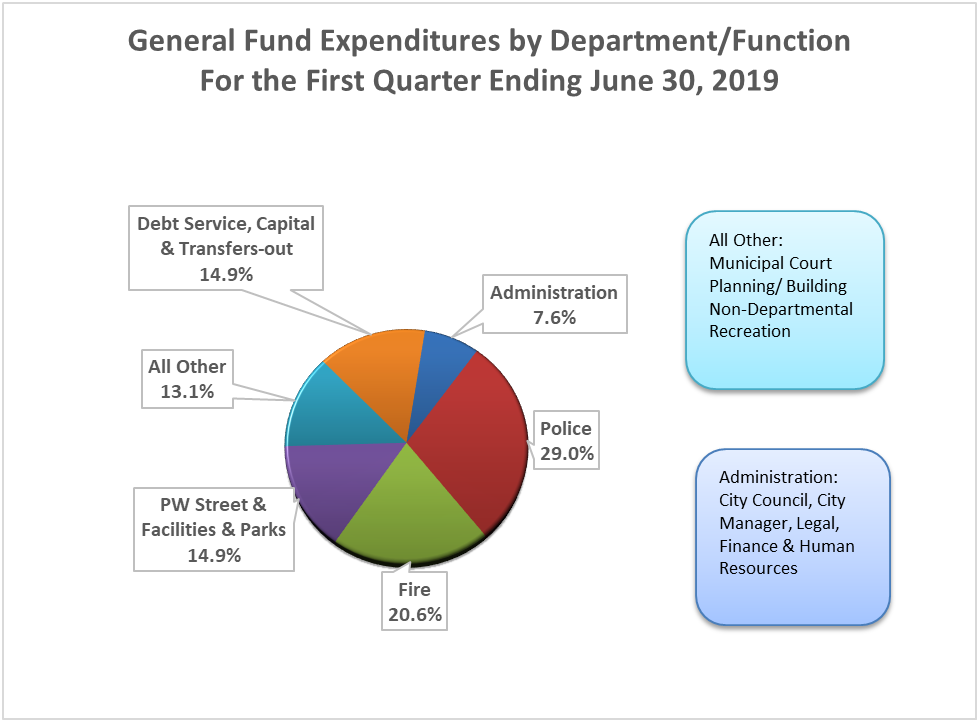 General Fund Expenditures by Department/Function
For the First Quarter Ending June 30, 2019
Debt Service, Capital
& Transfers-out
14.9%
Administration
7.6%
All Other
13.1%
Police
29.0%
PW Street &
Facilities & Parks
14.9%
Fire
20.6%
All Other:
Municipal Court
Planning/ Building
Non-Departmental
Recreation
Administration:
City Council, City
Manager, Legal,
Finance & Human
Resources